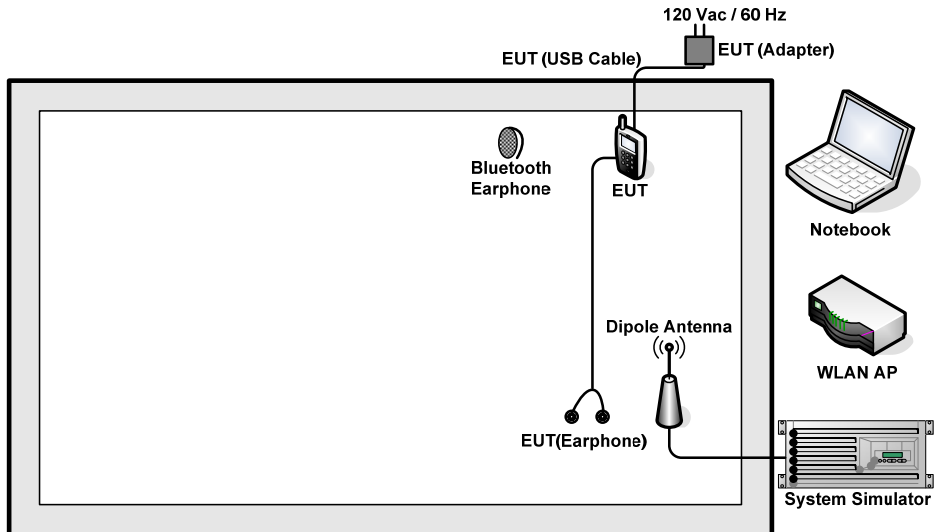 120 Vac / 60 Hz
EUT (USB Cable)
EUT (Adapter)
Bluetooth
Earphone
EUT
Notebook
Dipole Antenna
WLAN AP
EUT(Earphone)
System Simulator